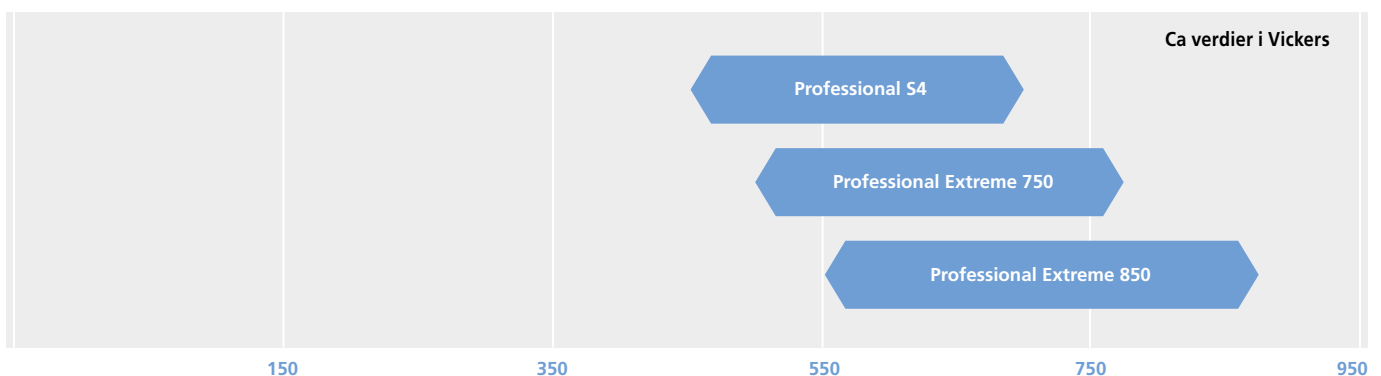 Ca verdier i Vickers
Professional S4
Professional Extreme 750
Professional Extreme 850
150 350 550 750 950